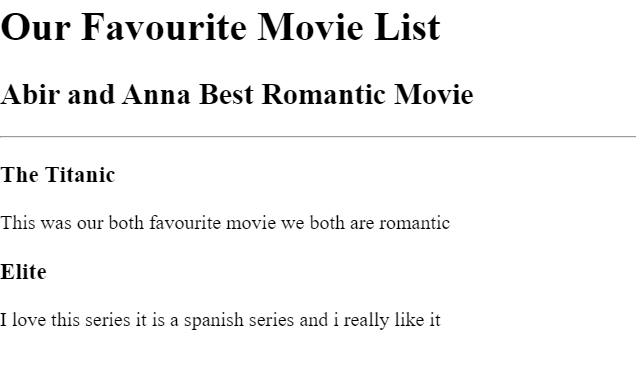 Our Favourite Movie List
Abir and Anna Best Romantic Movie
The Titanic
This was our both favourite movie we both are romantic
Elite
I love this series it is a spanish series and i really like it